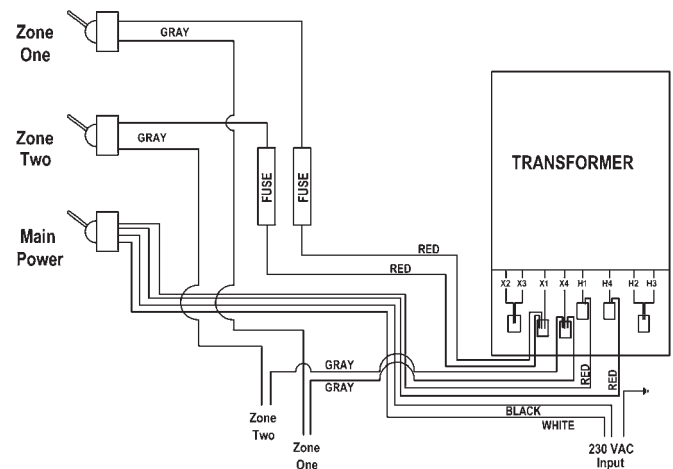 Zone
One
GRAY
Zone
Two
GRAY
FUSE
FUSE
TRANSFORMER
Main
Power
RED
RED
X2 X3 X1 X4 H1 H4 H2 H3
GRAY
GRAY
RED
RED
BLACK
WHITE
Zone
Two
Zone
One
230 VAC
Input